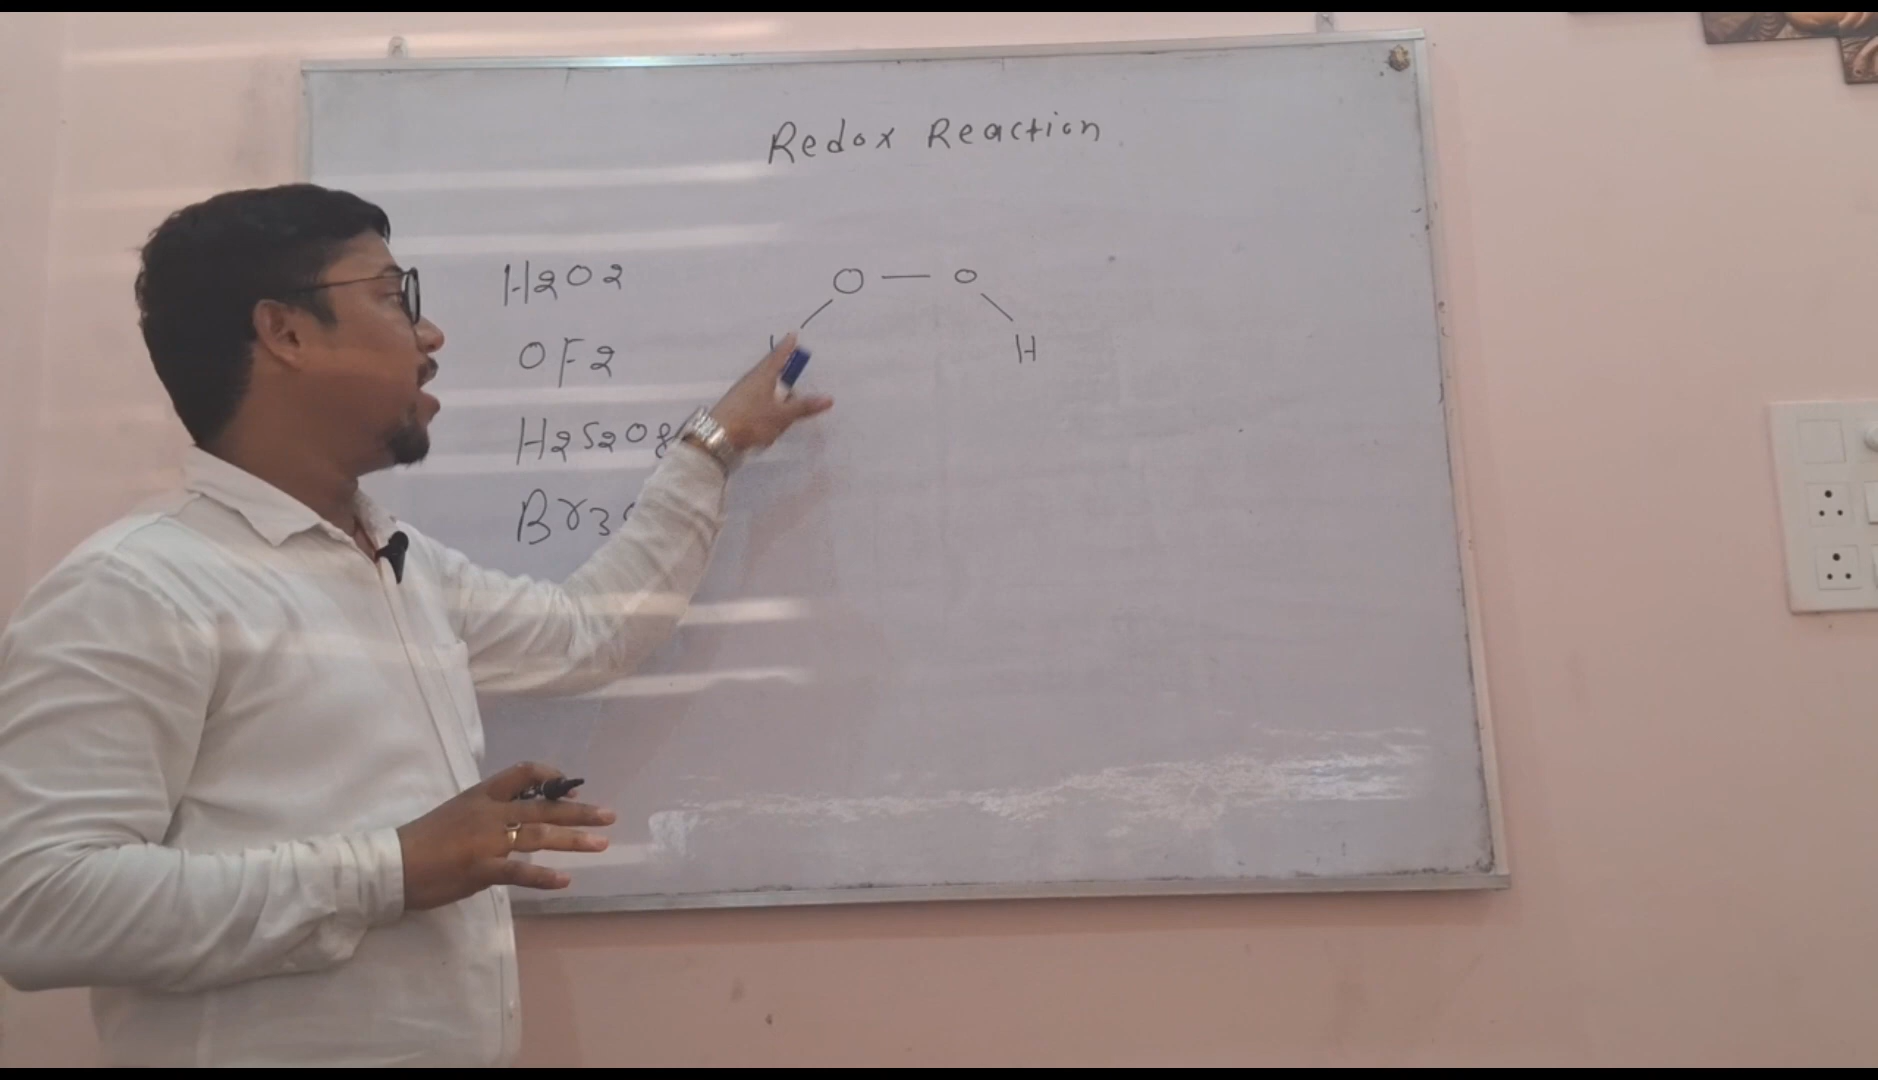 Redox Reaction
H2O2
O — O
H
OF2
H2S2O8
Br3